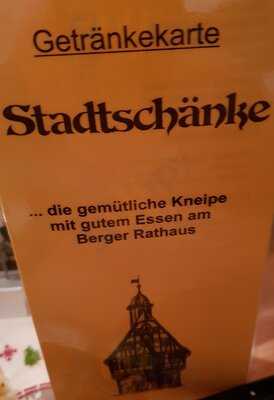 Getränkekarte
Stadtschänke
... die gemütliche Kneipe
mit gutem Essen am
Berger Rathaus